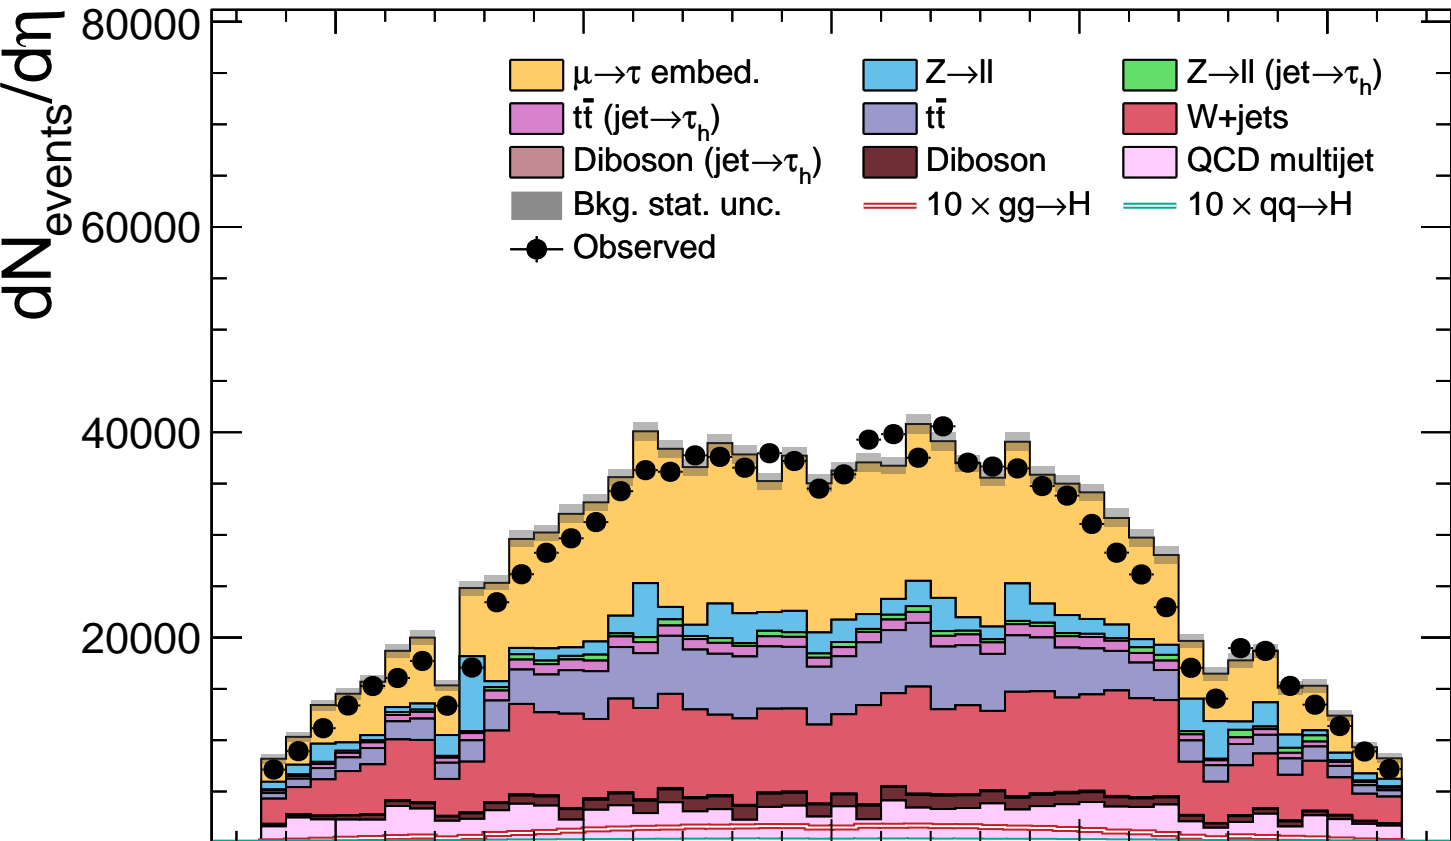 dN_events/dη
80000
60000
40000
20000
μ→τ embed. Z→ll Z→ll (jet→τ_h)
tt̄ (jet→τ_h) tt̄ W+jets
Diboson (jet→τ_h) Diboson QCD multijet
Bkg. stat. unc. 10 × gg→H 10 × qq→H
Observed